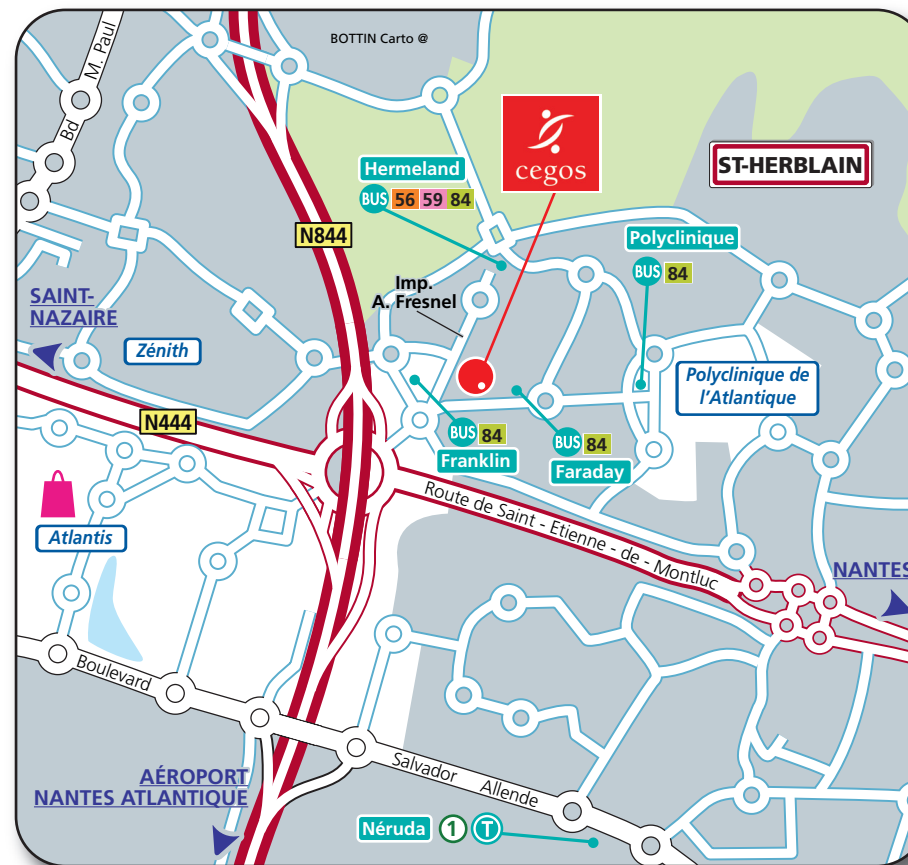 BOTTIN Carto @
Bd M. Paul
cegos
ST-HERBLAIN
Hermeland
BUS 56 59 84
N844
Polyclinique
BUS 84
Imp.
A. Fresnel
SAINT-
NAZAIRE
Zénith
Polyclinique de
l'Atlantique
N444
BUS 84
Franklin
BUS 84
Faraday
Atlantis
Route de Saint - Etienne - de - Montluc
NANTES
Boulevard Salvador Allende
AÉROPORT
NANTES ATLANTIQUE
Néruda 1 T